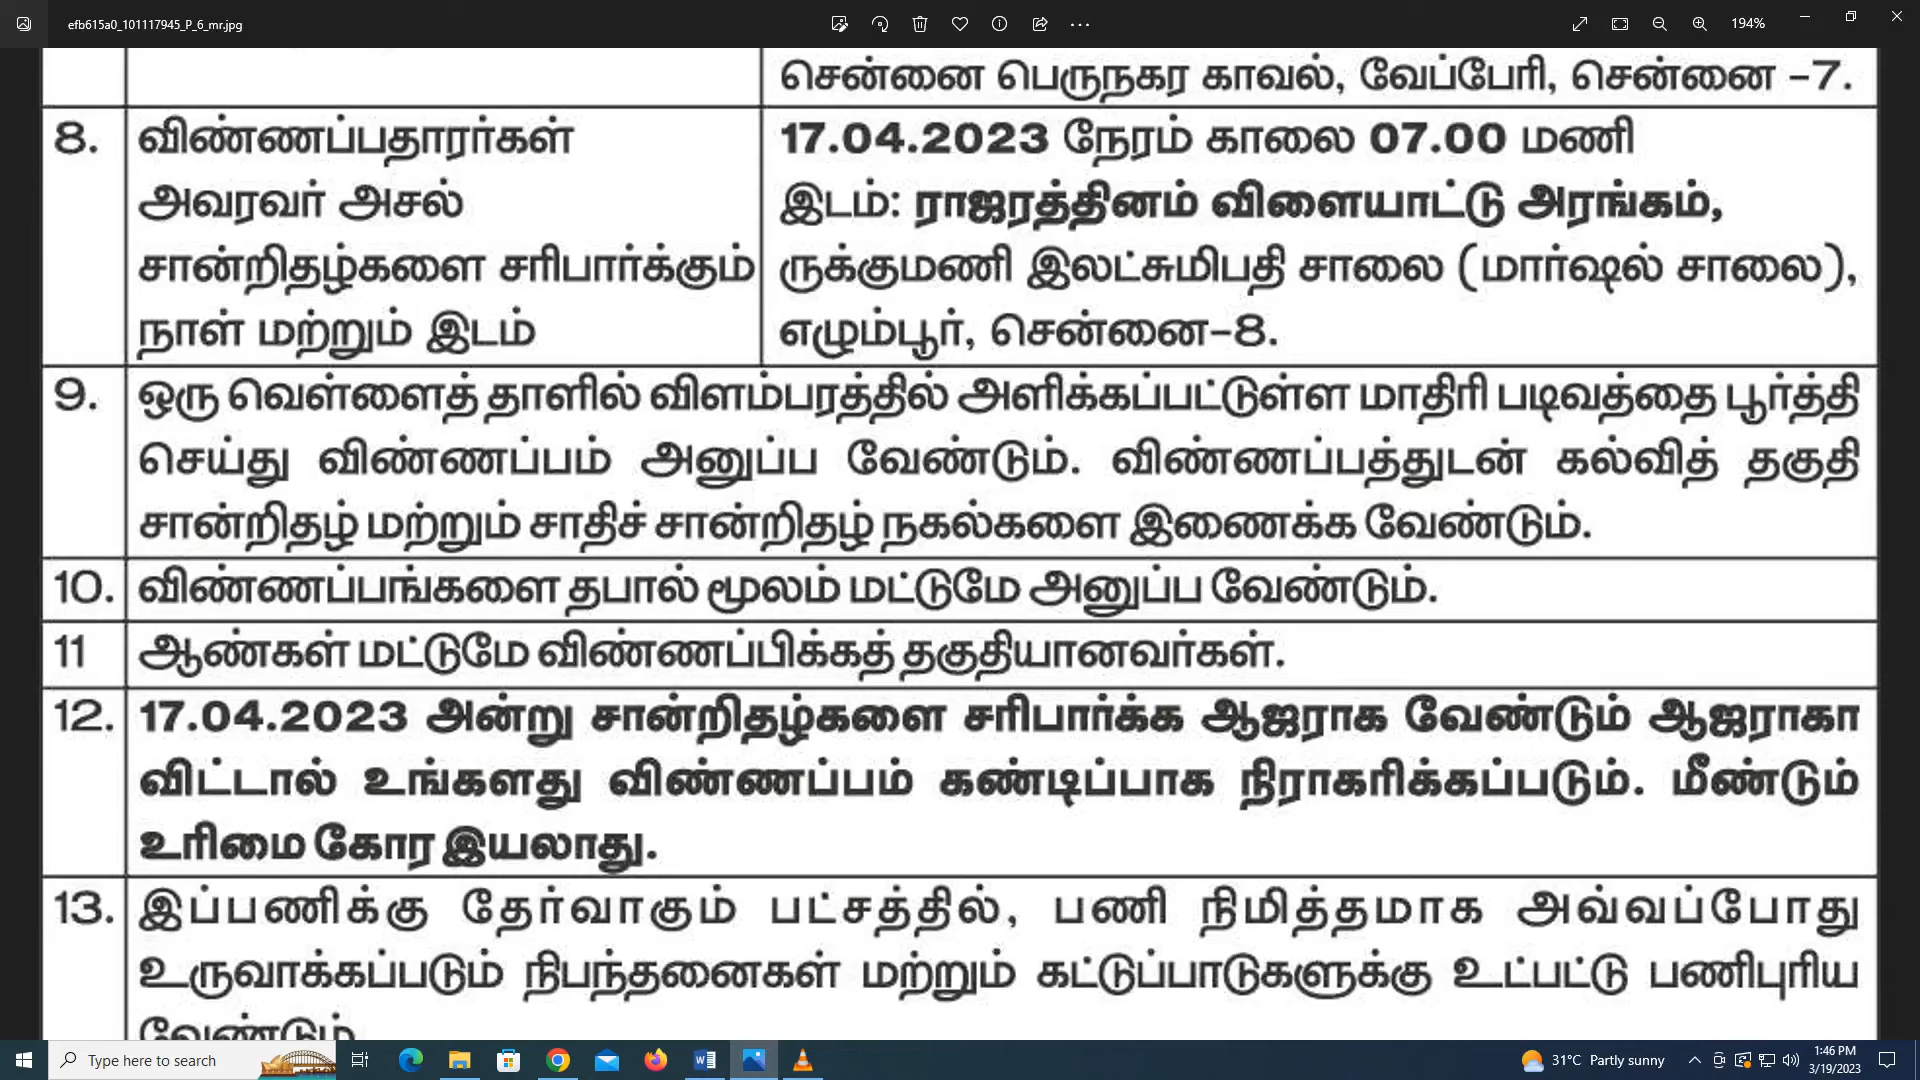 efb615a0_101117945_P_6_mr.jpg
194%
சென்னை பெருநகர காவல், வேப்பேரி, சென்னை –7.
8.
விண்ணப்பதாரர்கள்
அவரவர் அசல்
சான்றிதழ்களை சரிபார்க்கும்
நாள் மற்றும் இடம்
17.04.2023 நேரம் காலை 07.00 மணி
இடம்: ராஜரத்தினம் விளையாட்டு அரங்கம்,
ருக்குமணி இலட்சுமிபதி சாலை (மார்ஷல் சாலை),
எழும்பூர், சென்னை–8.
9. ஒரு வெள்ளைத் தாளில் விளம்பரத்தில் அளிக்கப்பட்டுள்ள மாதிரி படிவத்தை பூர்த்தி
செய்து விண்ணப்பம் அனுப்ப வேண்டும். விண்ணப்பத்துடன் கல்வித் தகுதி
சான்றிதழ் மற்றும் சாதிச் சான்றிதழ் நகல்களை இணைக்க வேண்டும்.
10. விண்ணப்பங்களை தபால் மூலம் மட்டுமே அனுப்ப வேண்டும்.
11 ஆண்கள் மட்டுமே விண்ணப்பிக்கத் தகுதியானவர்கள்.
12. 17.04.2023 அன்று சான்றிதழ்களை சரிபார்க்க ஆஜராக வேண்டும் ஆஜராகா
விட்டால் உங்களது விண்ணப்பம் கண்டிப்பாக நிராகரிக்கப்படும். மீண்டும்
உரிமை கோர இயலாது.
13. இப்பணிக்கு தேர்வாகும் பட்சத்தில், பணி நிமித்தமாக அவ்வப்போது
உருவாக்கப்படும் நிபந்தனைகள் மற்றும் கட்டுப்பாடுகளுக்கு உட்பட்டு பணிபுரிய
வேண்டும்.
Type here to search
31°C Partly sunny
1:46 PM
3/19/2023